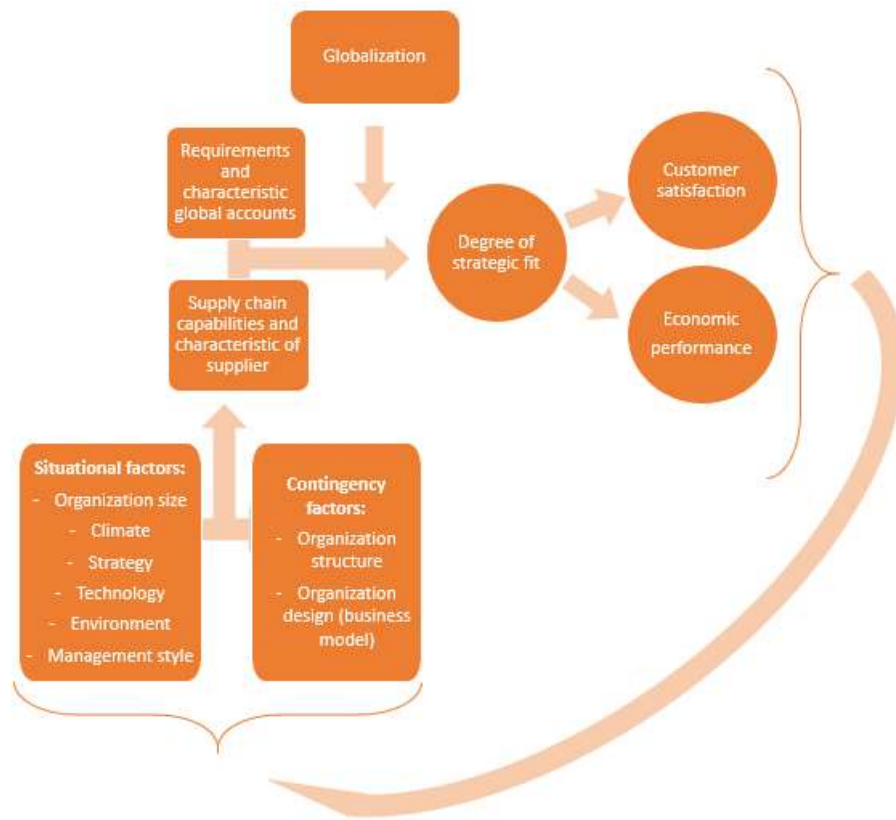 Globalization
Requirements
and
characteristic
global accounts
Customer
satisfaction
Degree of
strategic fit
Supply chain
capabilities and
characteristic of
supplier
Economic
performance
Situational factors:
- Organization size
- Climate
- Strategy
- Technology
- Environment
- Management style
Contingency
factors:
- Organization
structure
- Organization
design (business
model)